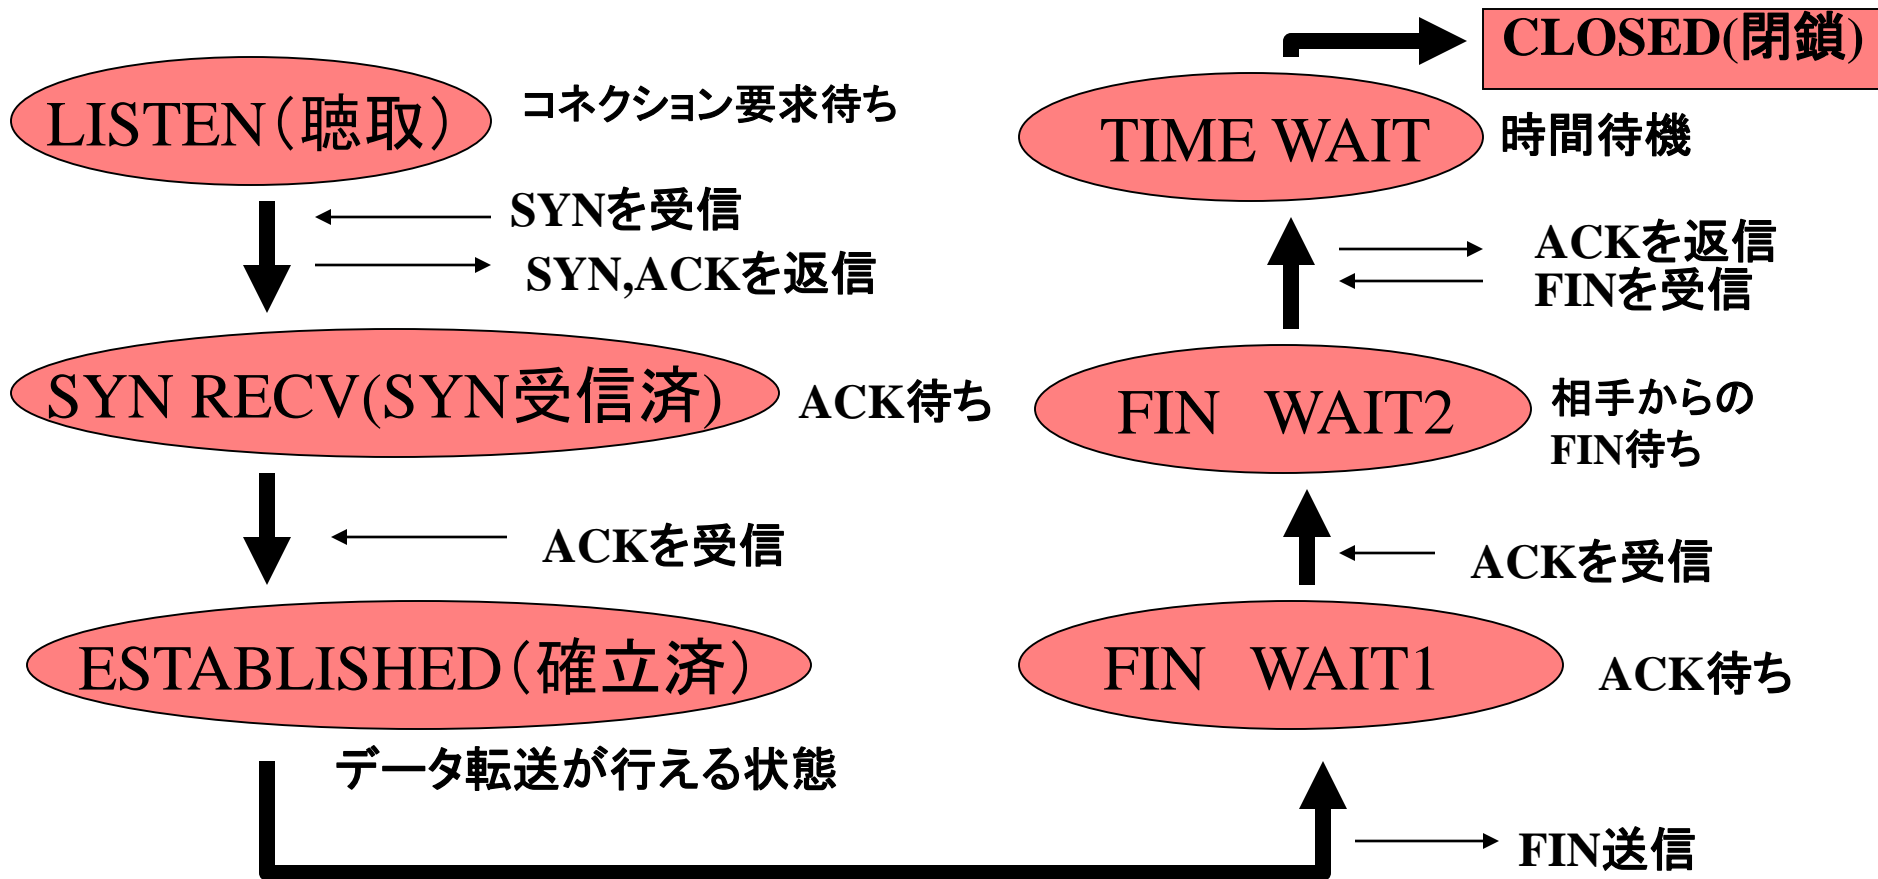 LISTEN(聴取)
コネクション要求待ち
SYNを受信
SYN,ACKを返信
SYN RECV(SYN受信済)
ACK待ち
ACKを受信
ESTABLISHED(確立済)
データ転送が行える状態
FIN送信
FIN WAIT1
ACK待ち
ACKを受信
FIN WAIT2
相手からの
FIN待ち
ACKを返信
FINを受信
TIME WAIT
時間待機
CLOSED(閉鎖)